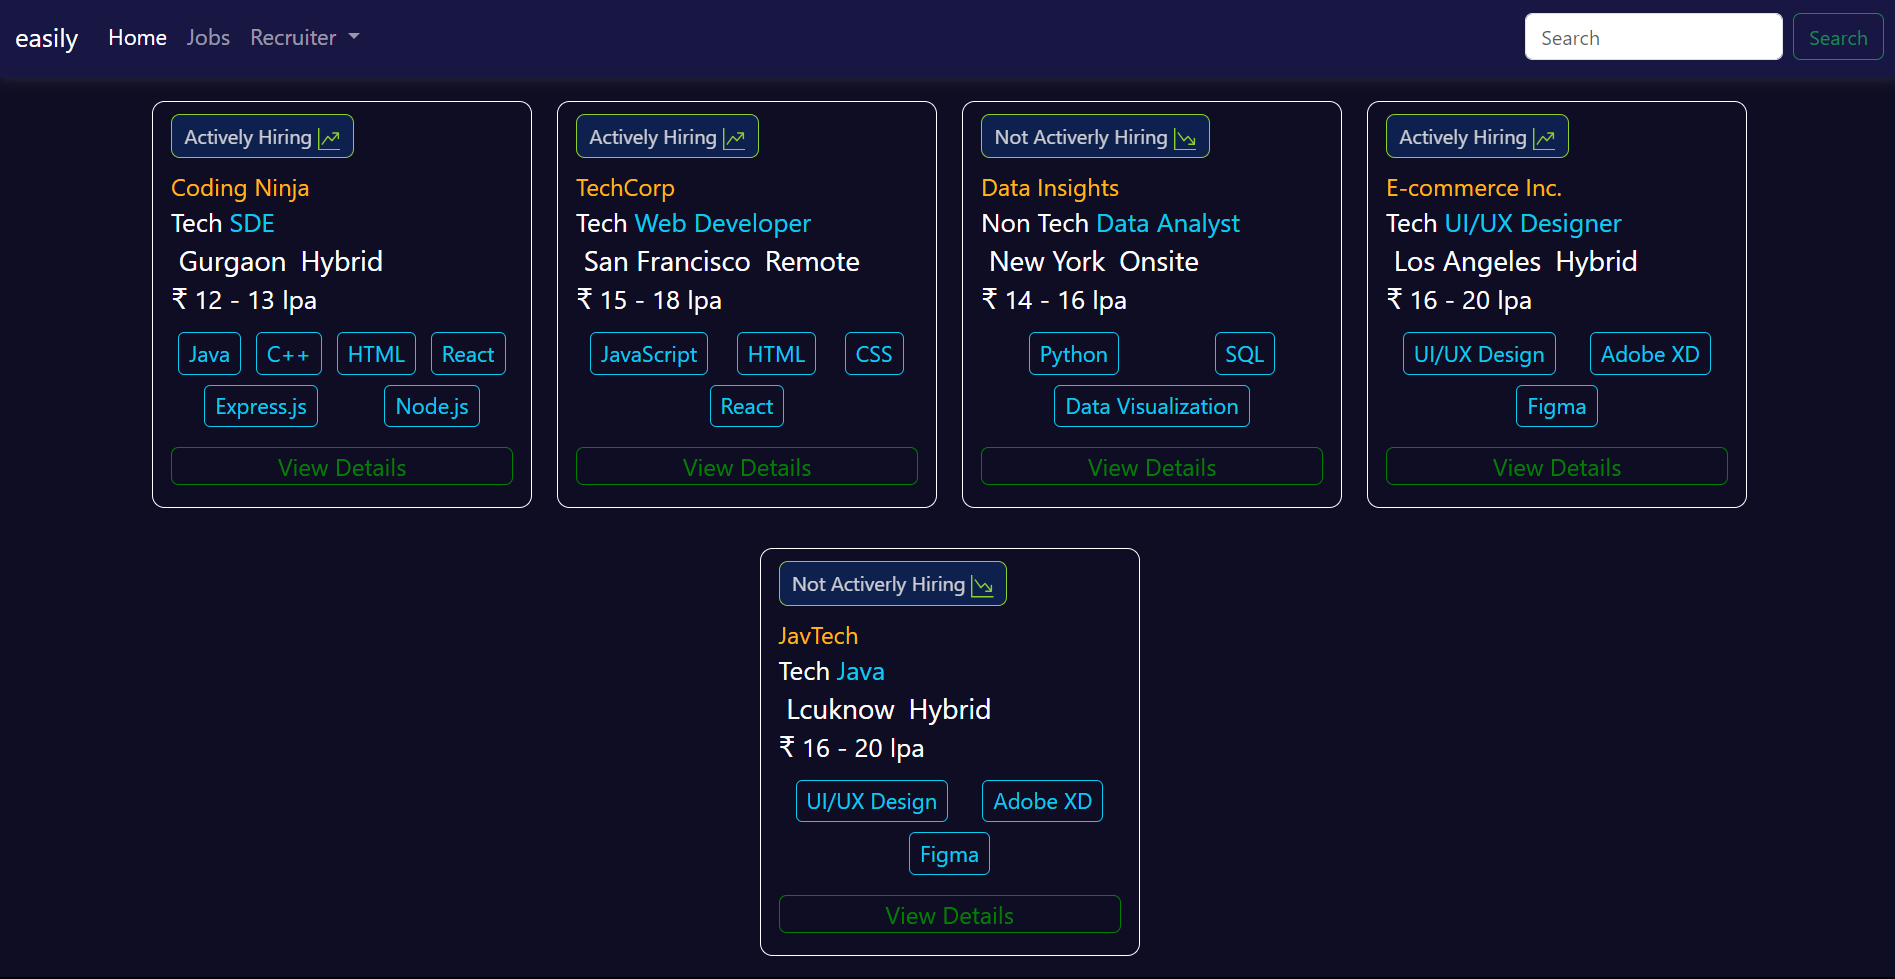 easily Home Jobs Recruiter Search Search
Actively Hiring
Coding Ninja
Tech SDE
Gurgaon Hybrid
₹ 12 - 13 lpa
Java C++ HTML React
Express.js Node.js
View Details
Actively Hiring
TechCorp
Tech Web Developer
San Francisco Remote
₹ 15 - 18 lpa
JavaScript HTML CSS
React
View Details
Not Activerly Hiring
Data Insights
Non Tech Data Analyst
New York Onsite
₹ 14 - 16 lpa
Python SQL
Data Visualization
View Details
Actively Hiring
E-commerce Inc.
Tech UI/UX Designer
Los Angeles Hybrid
₹ 16 - 20 lpa
UI/UX Design Adobe XD
Figma
View Details
Not Activerly Hiring
JavTech
Tech Java
Lcuknow Hybrid
₹ 16 - 20 lpa
UI/UX Design Adobe XD
Figma
View Details